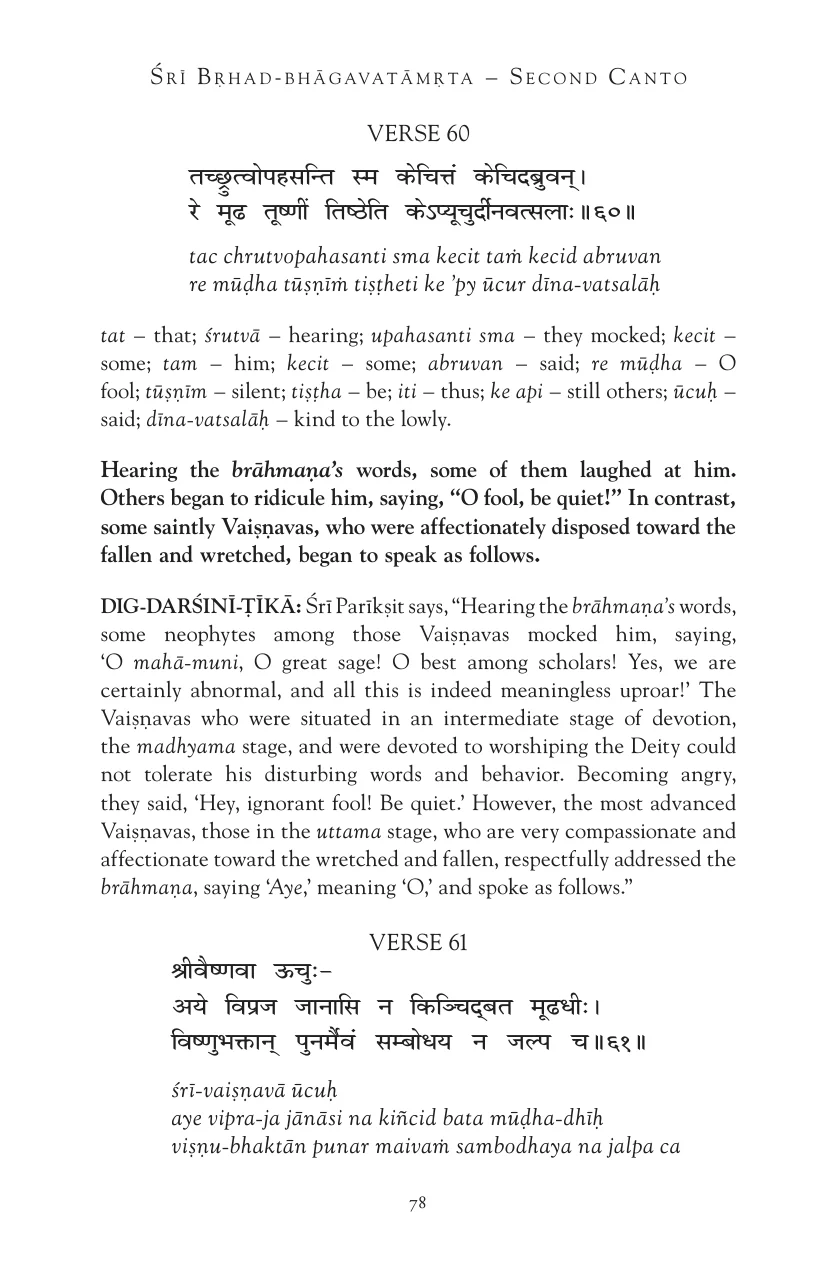 ŚRĪ BṚHAD-BHĀGAVATĀMṚTA – SECOND CANTO
VERSE 60
तच्छ्रुत्वोपहसन्ति स्म केचित्तं केचिदब्रुवन्।
रे मूढ तूष्णीं तिष्ठेति केऽप्यूचुर्दीनवत्सलाः॥६०॥
tac chrutvopahasanti sma kecit taṁ kecid abruvan
re mūḍha tūṣṇīṁ tiṣṭheti ke ’py ūcur dīna-vatsalāḥ
tat – that; śrutvā – hearing; upahasanti sma – they mocked; kecit –
some; tam – him; kecit – some; abruvan – said; re mūḍha – O
fool; tūṣṇīm – silent; tiṣṭha – be; iti – thus; ke api – still others; ūcuḥ –
said; dīna-vatsalāḥ – kind to the lowly.
Hearing the brāhmaṇa’s words, some of them laughed at him.
Others began to ridicule him, saying, “O fool, be quiet!” In contrast,
some saintly Vaiṣṇavas, who were affectionately disposed toward the
fallen and wretched, began to speak as follows.
DIG-DARŚINĪ-ṬĪKĀ: Śrī Parīkṣit says, “Hearing the brāhmaṇa’s words,
some neophytes among those Vaiṣṇavas mocked him, saying,
‘O mahā-muni, O great sage! O best among scholars! Yes, we are
certainly abnormal, and all this is indeed meaningless uproar!’ The
Vaiṣṇavas who were situated in an intermediate stage of devotion,
the madhyama stage, and were devoted to worshiping the Deity could
not tolerate his disturbing words and behavior. Becoming angry,
they said, ‘Hey, ignorant fool! Be quiet.’ However, the most advanced
Vaiṣṇavas, those in the uttama stage, who are very compassionate and
affectionate toward the wretched and fallen, respectfully addressed the
brāhmaṇa, saying ‘Aye,’ meaning ‘O,’ and spoke as follows.”
VERSE 61
श्रीवैष्णवा ऊचुः–
अये विप्रज जानासि न किञ्चिद्बत मूढधीः।
विष्णुभक्तान् पुनर्मैवं सम्बोधय न जल्प च॥६१॥
śrī-vaiṣṇavā ūcuḥ
aye vipra-ja jānāsi na kiñcid bata mūḍha-dhīḥ
viṣṇu-bhaktān punar maivaṁ sambodhaya na jalpa ca
78